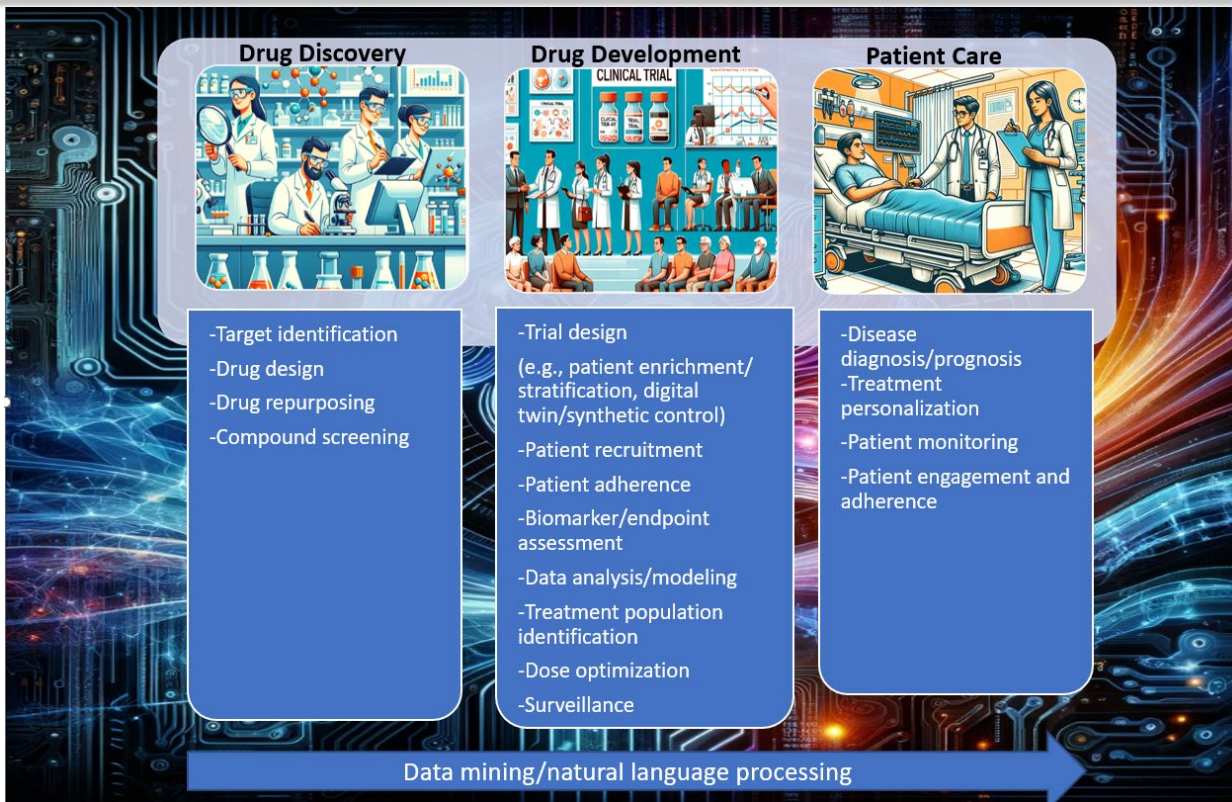 Drug Discovery
Drug Development
Patient Care
CLINICAL TRIAL
-Target identification
-Drug design
-Drug repurposing
-Compound screening
-Trial design
(e.g., patient enrichment/
stratification, digital
twin/synthetic control)
-Patient recruitment
-Patient adherence
-Biomarker/endpoint
assessment
-Data analysis/modeling
-Treatment population
identification
-Dose optimization
-Surveillance
-Disease
diagnosis/prognosis
-Treatment
personalization
-Patient monitoring
-Patient engagement and
adherence
Data mining/natural language processing